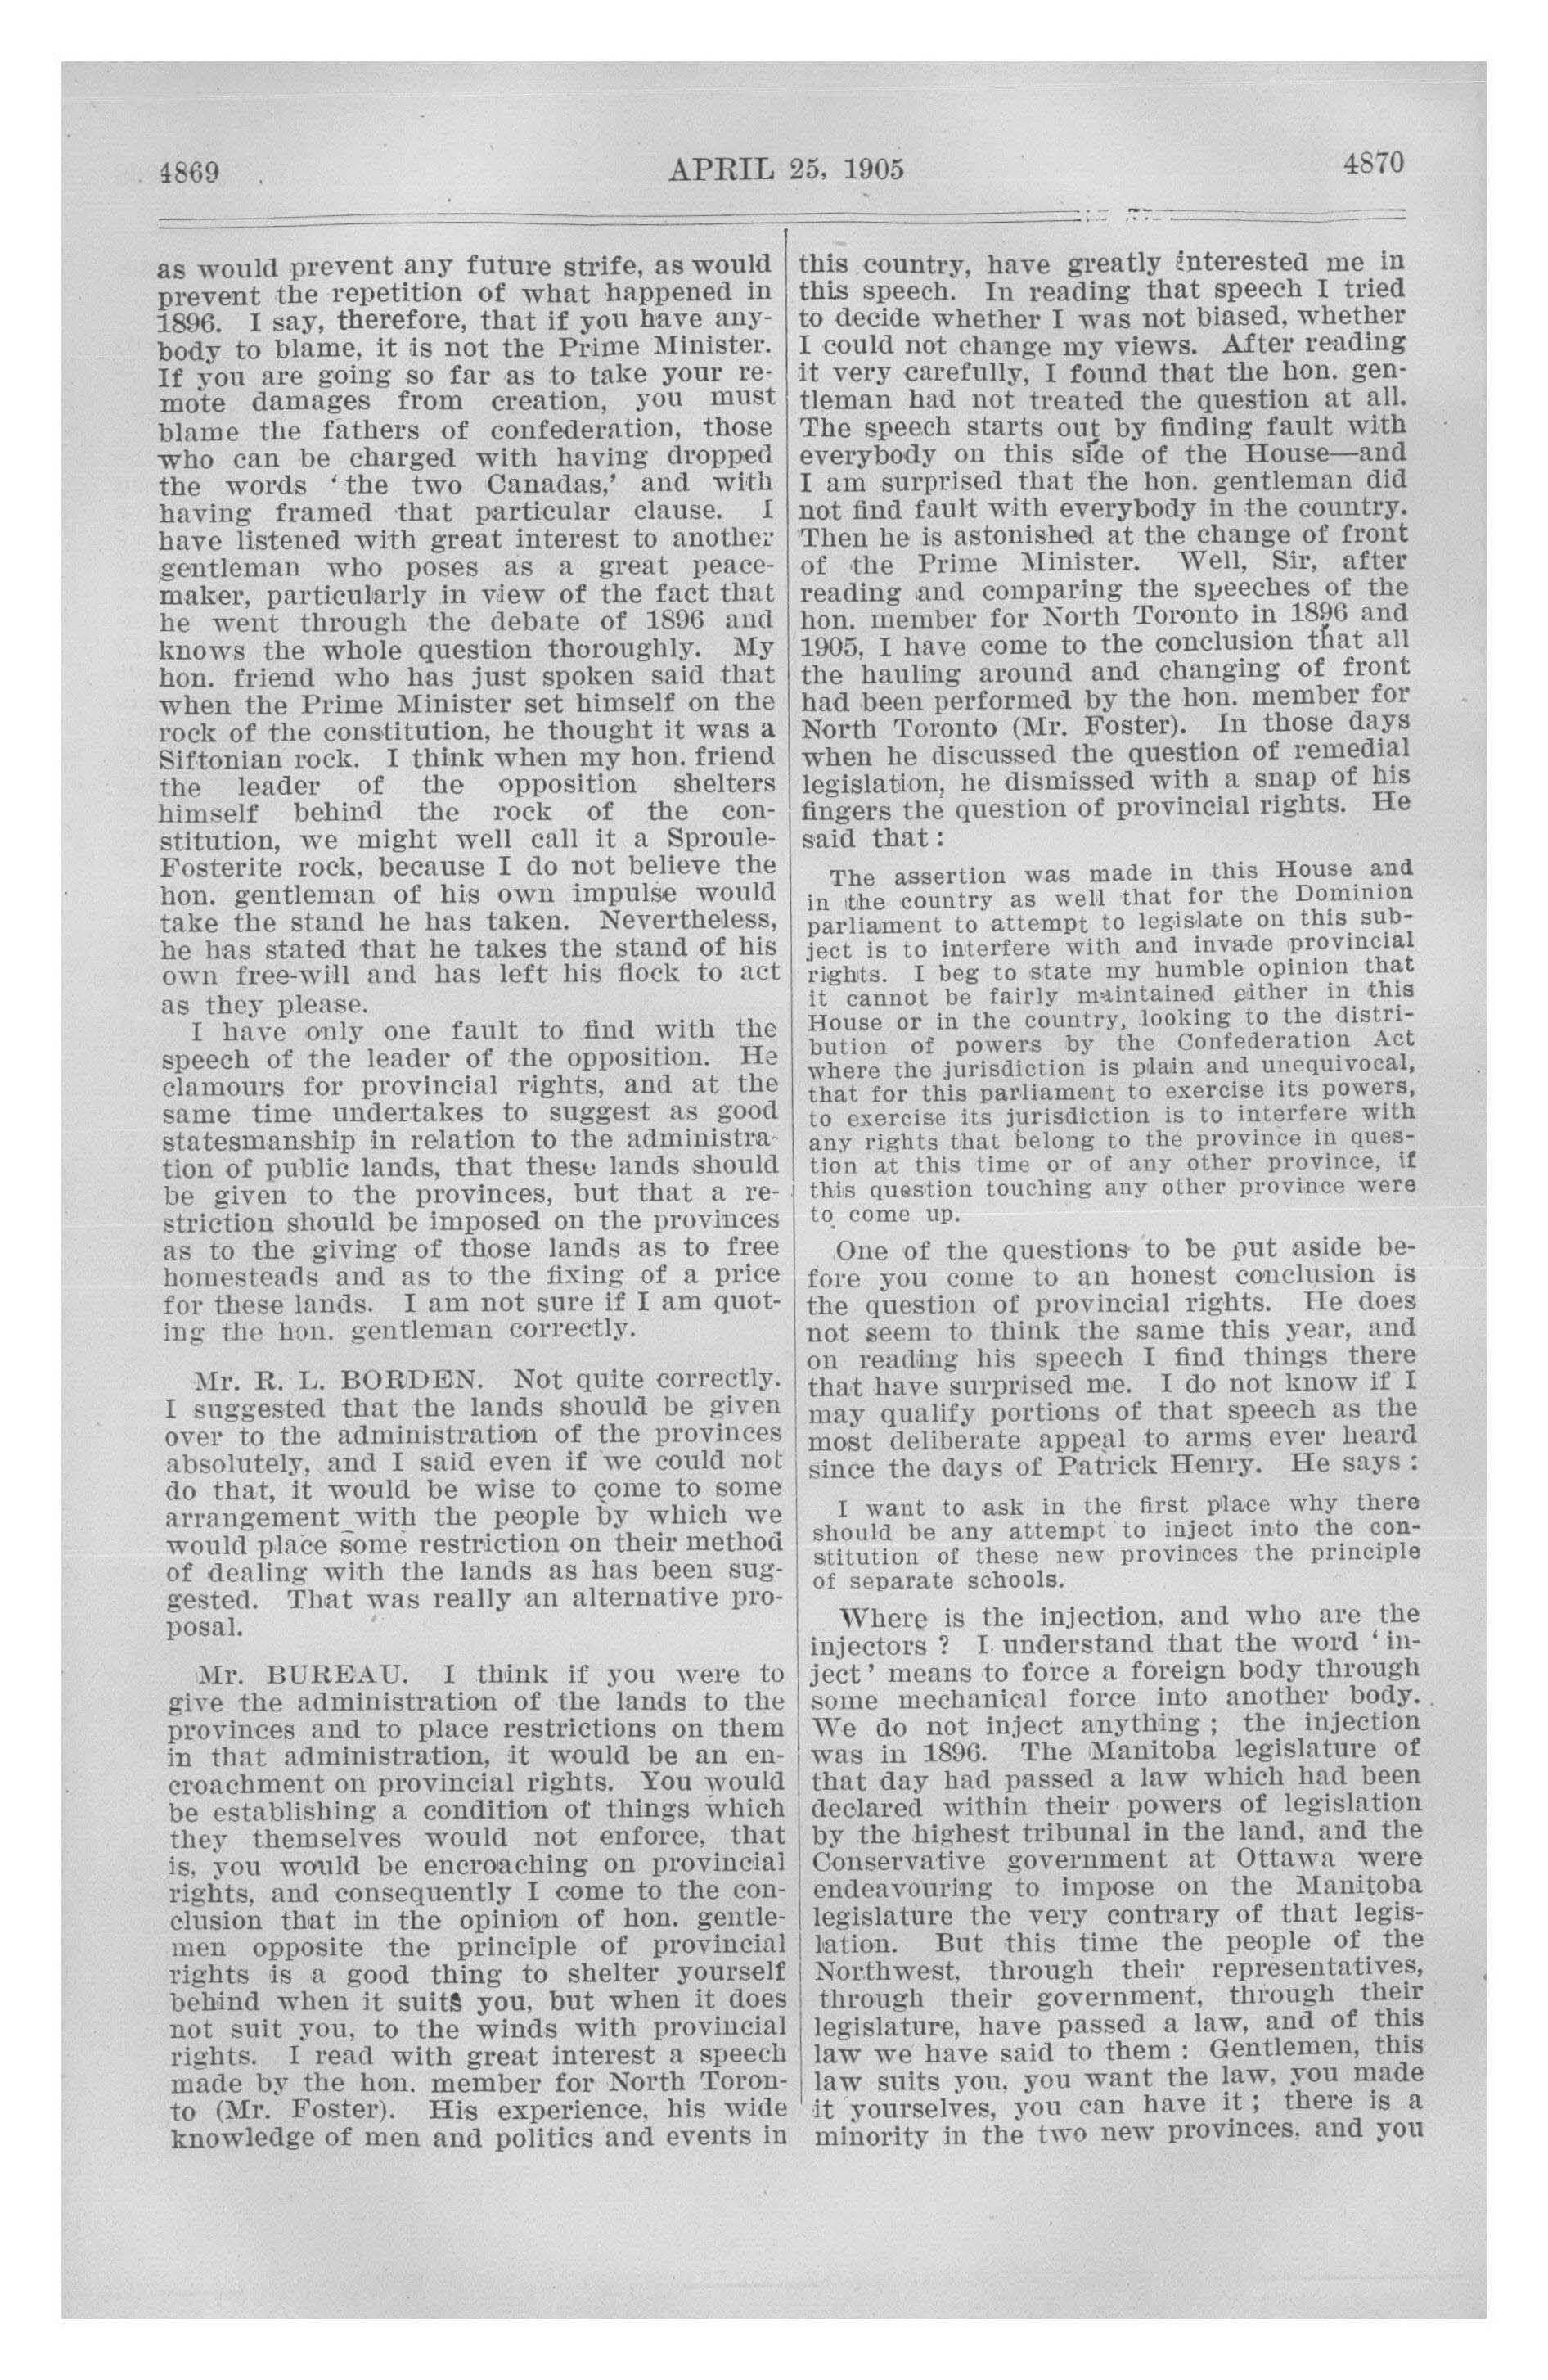 4869
APRIL 25, 1905
4870
as would prevent any future strife, as would
prevent the repetition of what happened in
1896. I say, therefore, that if you have any-
body to blame, it is not the Prime Minister.
If you are going so far as to take your re-
mote damages from creation, you must
blame the fathers of confederation, those
who can be charged with having dropped
the words ‘the two Canadas,’ and with
having framed that particular clause. I
have listened with great interest to another
gentleman who poses as a great peace-
maker, particularly in view of the fact that
he went through the debate of 1896 and
knows the whole question thoroughly. My
hon. friend who has just spoken said that
when the Prime Minister set himself on the
rock of the constitution, he thought it was a
Siftonian rock. I think when my hon. friend
the leader of the opposition shelters
himself behind the rock of the con-
stitution, we might well call it a Sproule-
Fosterite rock, because I do not believe the
hon. gentleman of his own impulse would
take the stand he has taken. Nevertheless,
he has stated that he takes the stand of his
own free-will and has left his flock to act
as they please.
I have only one fault to find with the
speech of the leader of the opposition. He
clamours for provincial rights, and at the
same time undertakes to suggest as good
statesmanship in relation to the administra-
tion of public lands, that these lands should
be given to the provinces, but that a re-
striction should be imposed on the provinces
as to the giving of those lands as to free
homesteads and as to the fixing of a price
for these lands. I am not sure if I am quot-
ing the hon. gentleman correctly.
Mr. R. L. BORDEN. Not quite correctly.
I suggested that the lands should be given
over to the administration of the provinces
absolutely, and I said even if we could not
do that, it would be wise to come to some
arrangement with the people by which we
would place some restriction on their method
of dealing with the lands as has been sug-
gested. That was really an alternative pro-
posal.
Mr. BUREAU. I think if you were to
give the administration of the lands to the
provinces and to place restrictions on them
in that administration, it would be an en-
croachment on provincial rights. You would
be establishing a condition of things which
they themselves would not enforce, that
is, you would be encroaching on provincial
rights, and consequently I come to the con-
clusion that in the opinion of hon. gentle-
men opposite the principle of provincial
rights is a good thing to shelter yourself
behind when it suits you, but when it does
not suit you, to the winds with provincial
rights. I read with great interest a speech
made by the hon. member for North Toron-
to (Mr. Foster). His experience, his wide
knowledge of men and politics and events in
this country, have greatly interested me in
this speech. In reading that speech I tried
to decide whether I was not biased, whether
I could not change my views. After reading
it very carefully, I found that the hon. gen-
tleman had not treated the question at all.
The speech starts out by finding fault with
everybody on this side of the House—and
I am surprised that the hon. gentleman did
not find fault with everybody in the country.
Then he is astonished at the change of front
of the Prime Minister. Well, Sir, after
reading and comparing the speeches of the
hon. member for North Toronto in 1896 and
1905, I have come to the conclusion that all
the hauling around and changing of front
had been performed by the hon. member for
North Toronto (Mr. Foster). In those days
when he discussed the question of remedial
legislation, he dismissed with a snap of his
fingers the question of provincial rights. He
said that :
The assertion was made in this House and
in the country as well that for the Dominion
parliament to attempt to legislate on this sub-
ject is to interfere with and invade provincial
rights. I beg to state my humble opinion that
it cannot be fairly maintained either in this
House or in the country, looking to the distri-
bution of powers by the Confederation Act
where the jurisdiction is plain and unequivocal,
that for this parliament to exercise its powers,
to exercise its jurisdiction is to interfere with
any rights that belong to the province in ques-
tion at this time or of any other province, if
this question touching any other province were
to come up.
One of the questions to be put aside be-
fore you come to an honest conclusion is
the question of provincial rights. He does
not seem to think the same this year, and
on reading his speech I find things there
that have surprised me. I do not know if I
may qualify portions of that speech as the
most deliberate appeal to arms ever heard
since the days of Patrick Henry. He says :
I want to ask in the first place why there
should be any attempt to inject into the con-
stitution of these new provinces the principle
of separate schools.
Where is the injection, and who are the
injectors ? I understand that the word ‘in-
ject’ means to force a foreign body through
some mechanical force into another body.
We do not inject anything ; the injection
was in 1896. The Manitoba legislature of
that day had passed a law which had been
declared within their powers of legislation
by the highest tribunal in the land, and the
Conservative government at Ottawa were
endeavouring to impose on the Manitoba
legislature the very contrary of that legis-
lation. But this time the people of the
Northwest, through their representatives,
through their government, through their
legislature, have passed a law, and of this
law we have said to them : Gentlemen, this
law suits you, you want the law, you made
it yourselves, you can have it ; there is a
minority in the two new provinces, and you